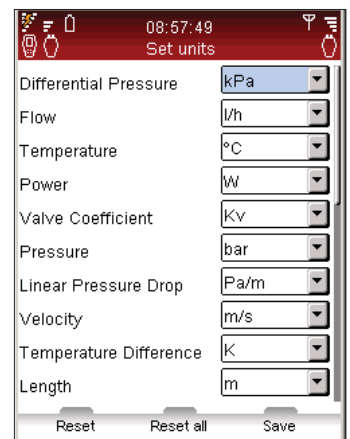 08:57:49
Set units
Differential Pressure kPa
Flow l/h
Temperature °C
Power W
Valve Coefficient Kv
Pressure bar
Linear Pressure Drop Pa/m
Velocity m/s
Temperature Difference K
Length m
Reset Reset all Save